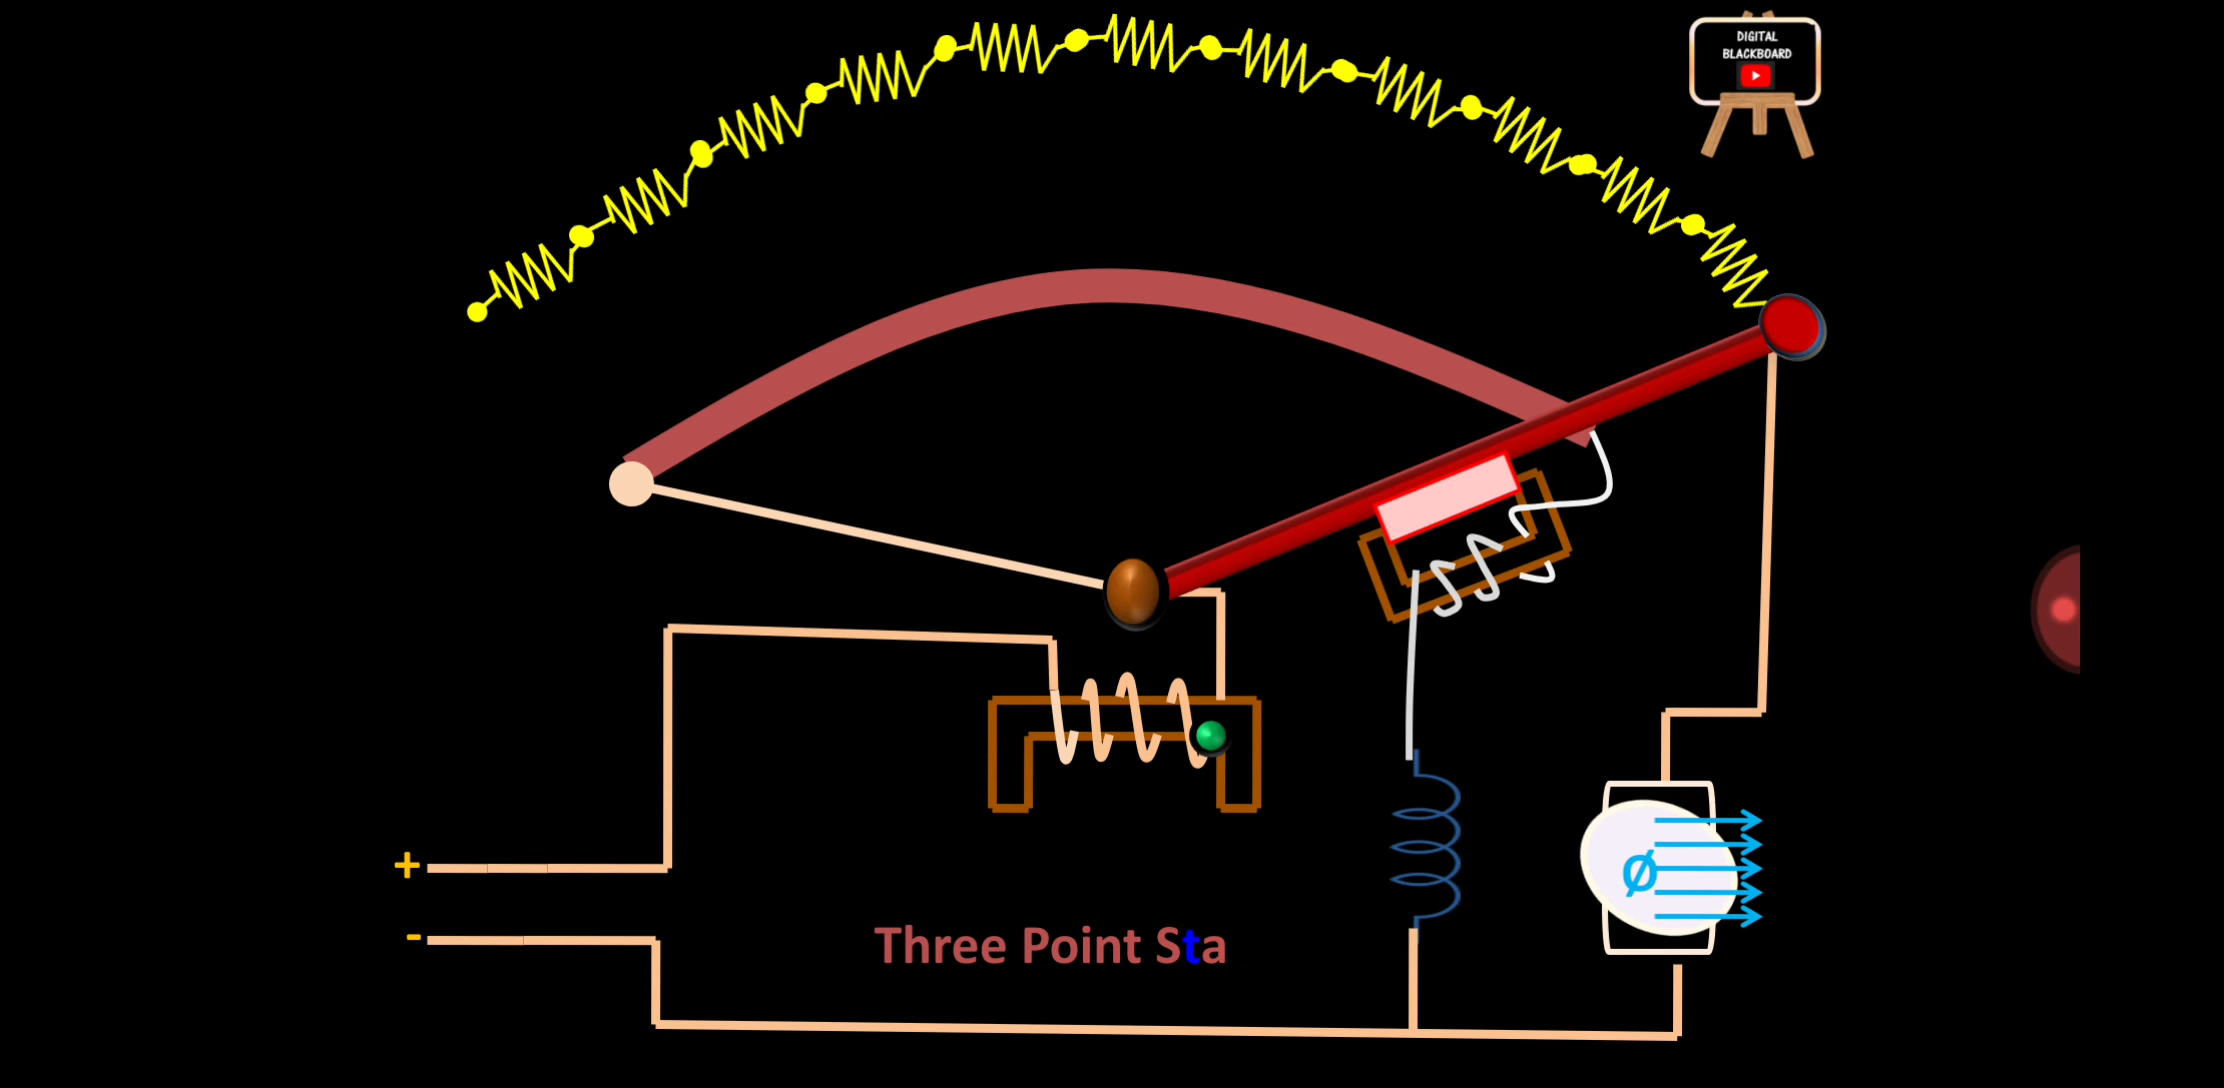 DIGITAL
BLACKBOARD
+
-
Ø
Three Point Sta